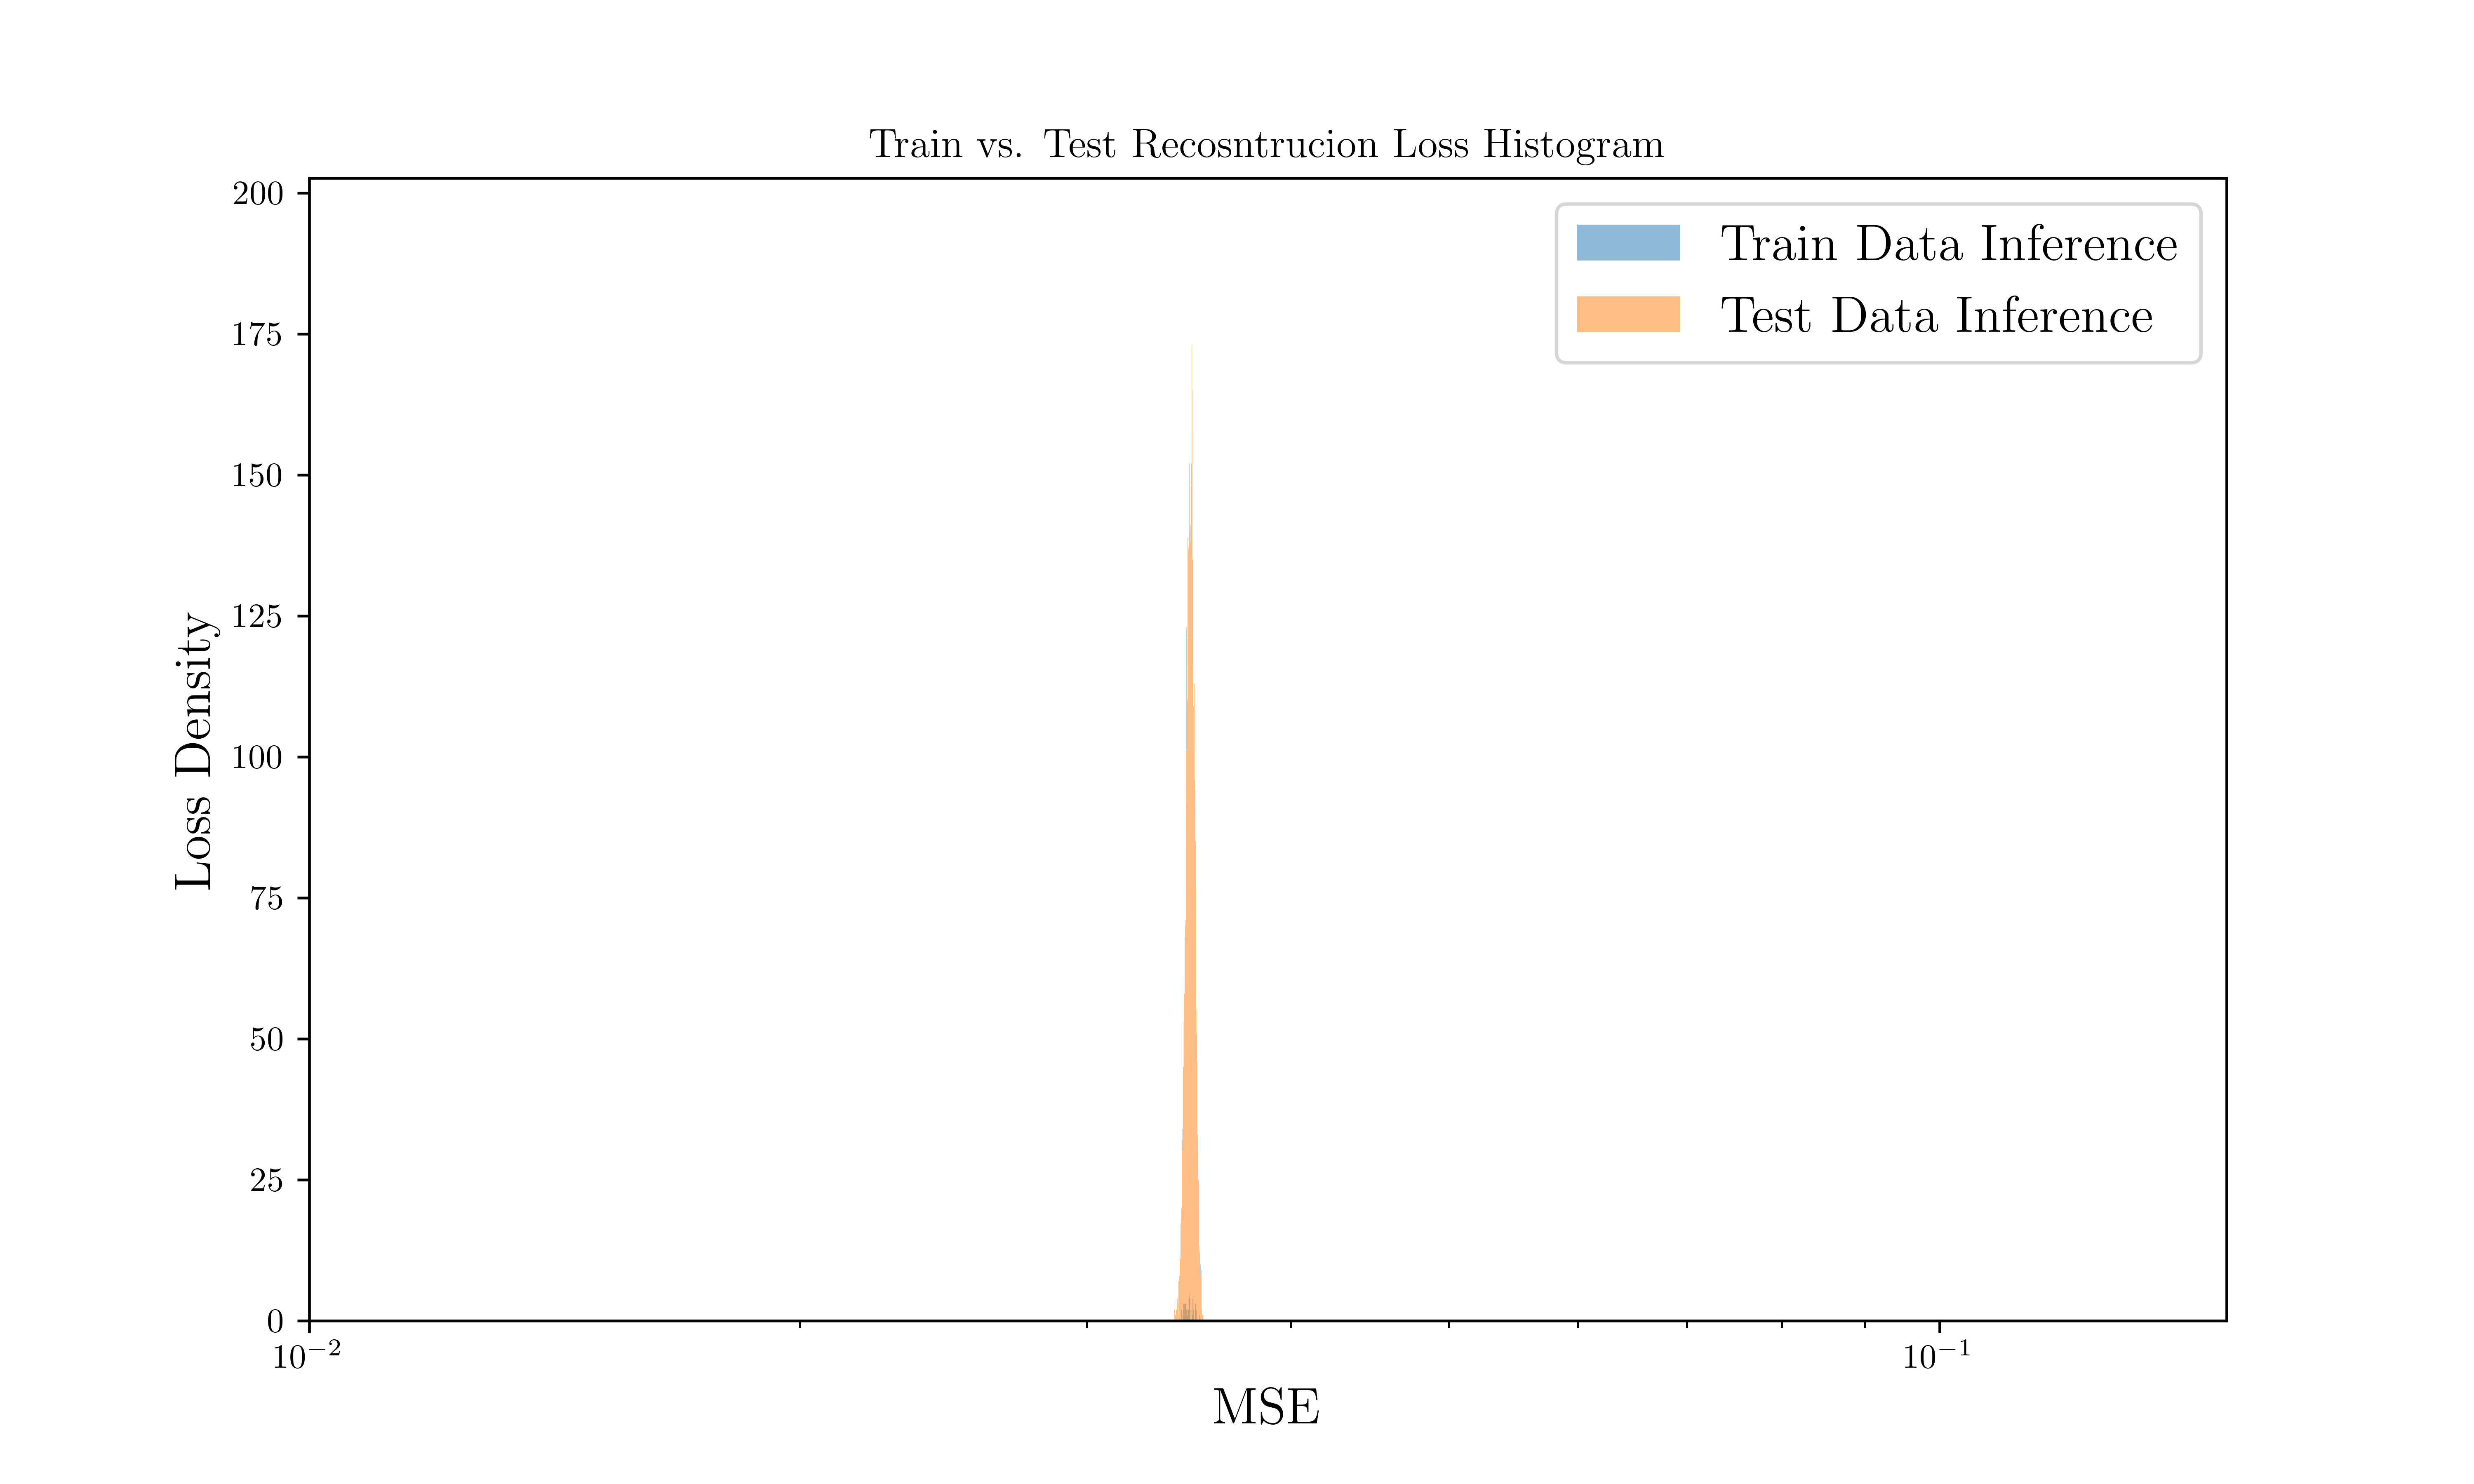 Train vs. Test Recosntrucion Loss Histogram
Train Data Inference
Test Data Inference
Loss Density
200
175
150
125
100
75
50
25
0
10⁻²
10⁻¹
MSE